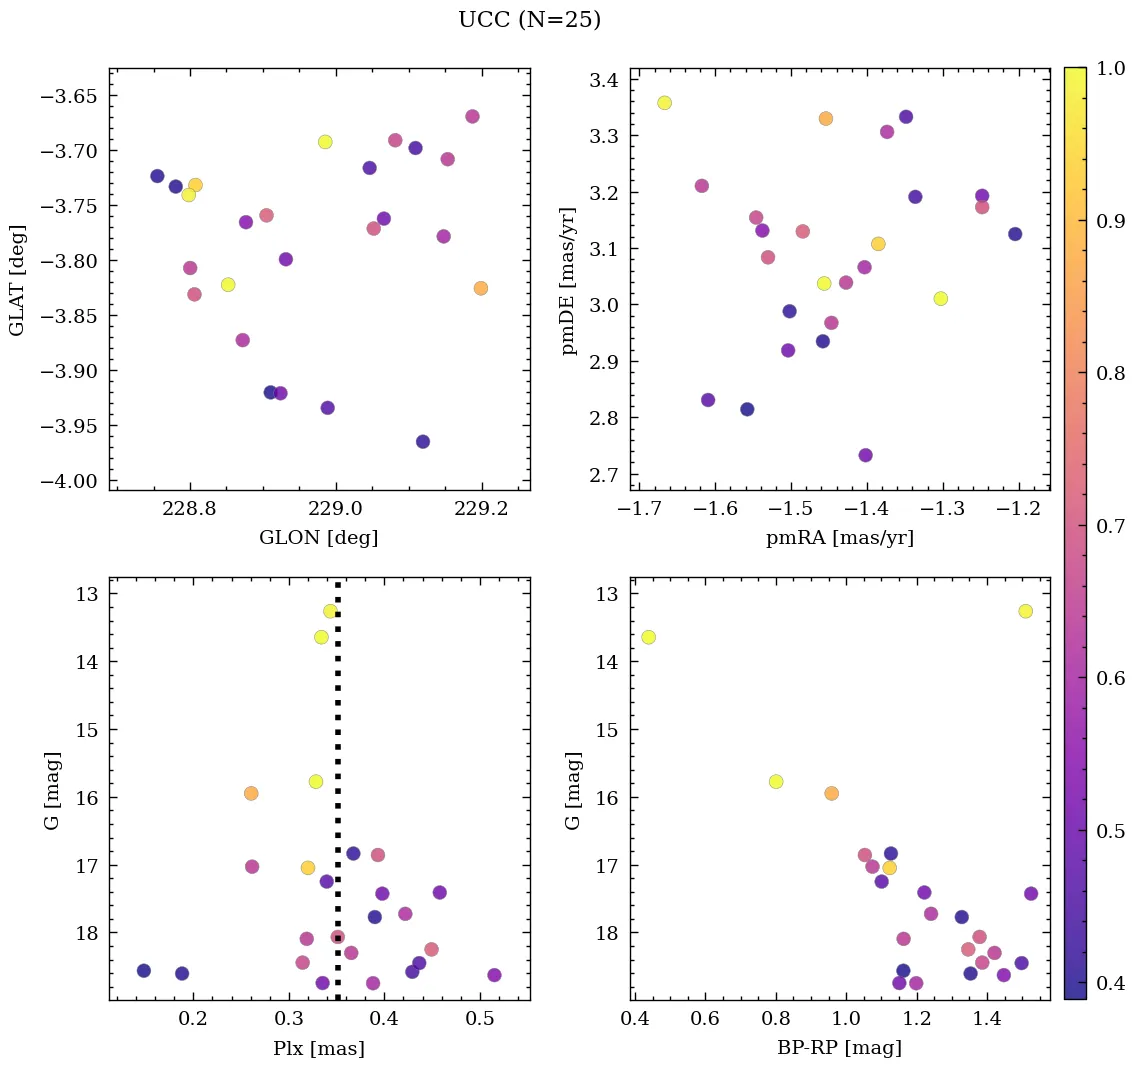 UCC (N=25)
−3.65
−3.70
−3.75
−3.80
−3.85
−3.90
−3.95
−4.00
GLAT [deg]
228.8 229.0 229.2
GLON [deg]
3.4
3.3
3.2
3.1
3.0
2.9
2.8
2.7
pmDE [mas/yr]
−1.7 −1.6 −1.5 −1.4 −1.3 −1.2
pmRA [mas/yr]
13
14
15
16
17
18
G [mag]
0.2 0.3 0.4 0.5
Plx [mas]
13
14
15
16
17
18
G [mag]
0.4 0.6 0.8 1.0 1.2 1.4
BP-RP [mag]
1.0
0.9
0.8
0.7
0.6
0.5
0.4